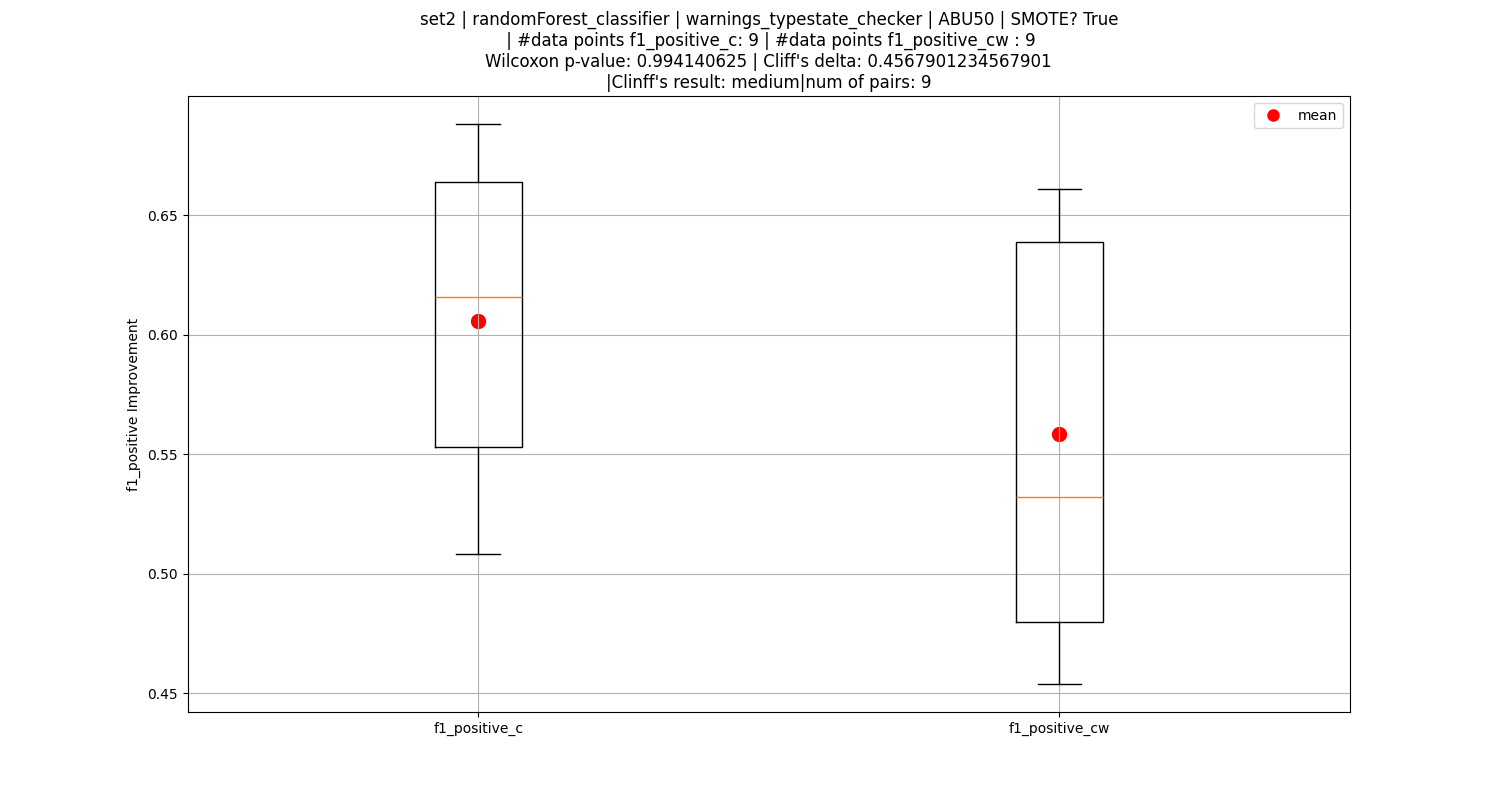 set2 | randomForest_classifier | warnings_typestate_checker | ABU50 | SMOTE? True
| #data points f1_positive_c: 9 | #data points f1_positive_cw : 9
Wilcoxon p-value: 0.994140625 | Cliff's delta: 0.4567901234567901
|Clinff's result: medium|num of pairs: 9
mean
f1_positive Improvement
0.65
0.60
0.55
0.50
0.45
f1_positive_c
f1_positive_cw